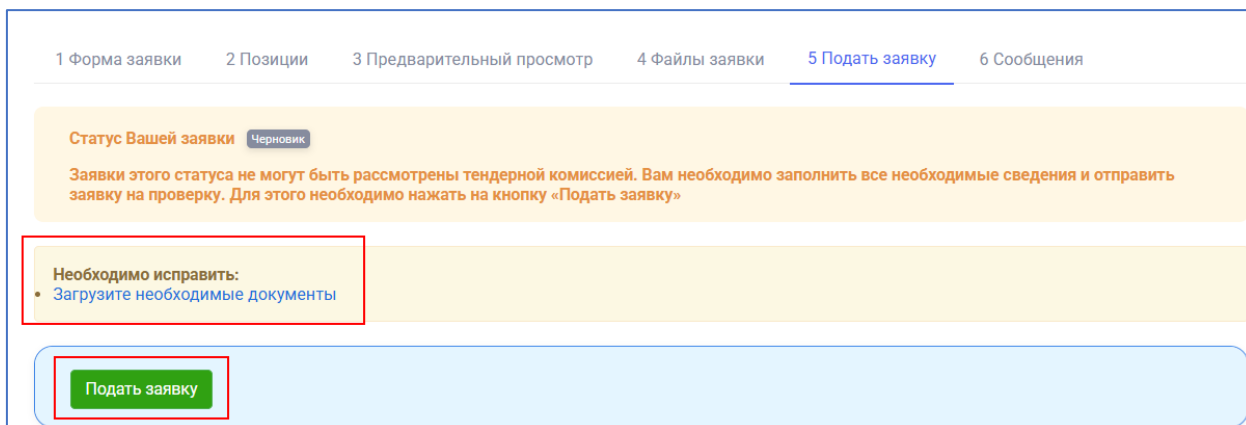 1 Форма заявки 2 Позиции 3 Предварительный просмотр 4 Файлы заявки 5 Подать заявку 6 Сообщения
Статус Вашей заявки Черновик
Заявки этого статуса не могут быть рассмотрены тендерной комиссией. Вам необходимо заполнить все необходимые сведения и отправить
заявку на проверку. Для этого необходимо нажать на кнопку «Подать заявку»
Необходимо исправить:
• Загрузите необходимые документы
Подать заявку